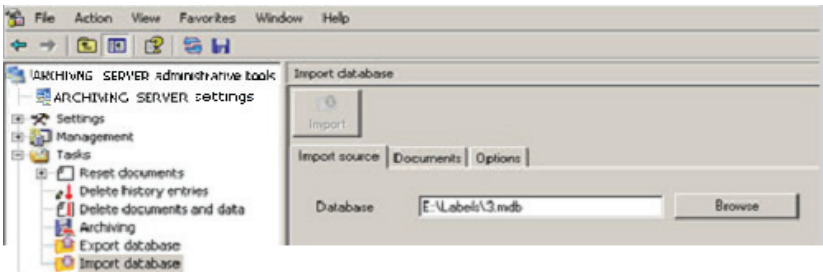 File Action View Favorites Window Help
ARCHIVING SERVER administrative tools
ARCHIVING SERVER settings
Settings
Management
Tasks
Reset documents
Delete history entries
Delete documents and data
Archiving
Export database
Import database
Import database
Import
Import source Documents Options
Database E:\Labels\3.mdb Browse